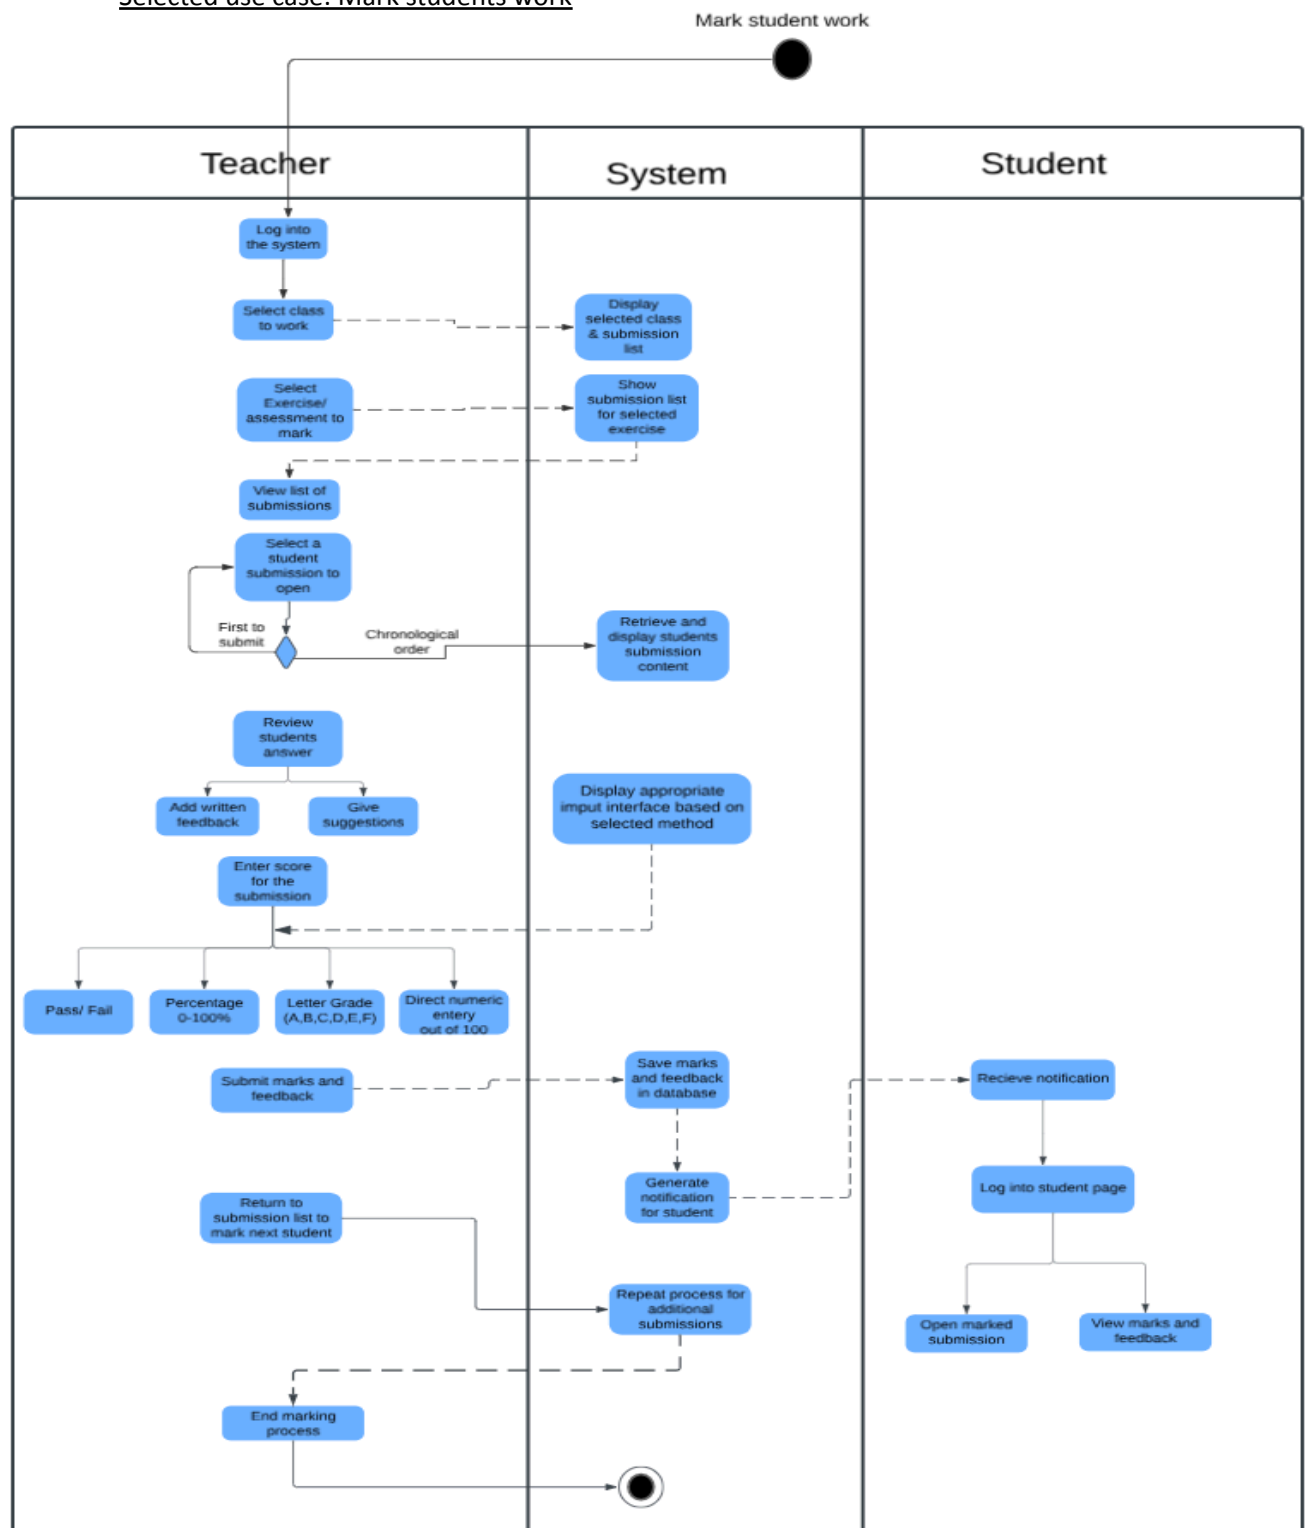 Selected use case: Mark students work
Mark student work
Teacher
System
Student
Log into
the system
Select class
to work
Display
selected class
& submission
list
Select
Exercise/
assessment to
mark
Show
submission list
for selected
exercise
View list of
submissions
Select a
student
submission to
open
First to
submit
Chronological
order
Retrieve and
display students
submission
content
Review
students
answer
Add written
feedback
Give
suggestions
Display appropriate
imput interface based on
selected method
Enter score
for the
submission
Pass/ Fail
Percentage
0-100%
Letter Grade
(A,B,C,D,E,F)
Direct numeric
entery
out of 100
Submit marks and
feedback
Save marks
and feedback
in database
Recieve notification
Generate
notification
for student
Log into student page
Return to
submission list to
mark next student
Repeat process for
additional
submissions
Open marked
submission
View marks and
feedback
End marking
process